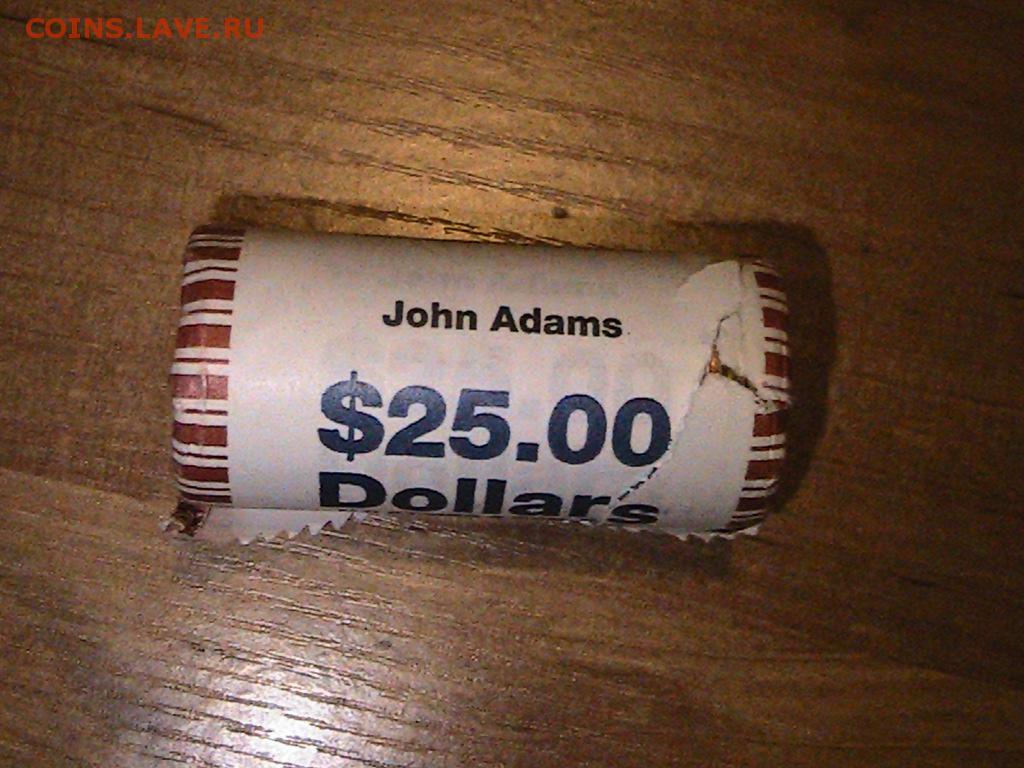 COINS.LAVE.RU
John Adams
$25.00
Dollars